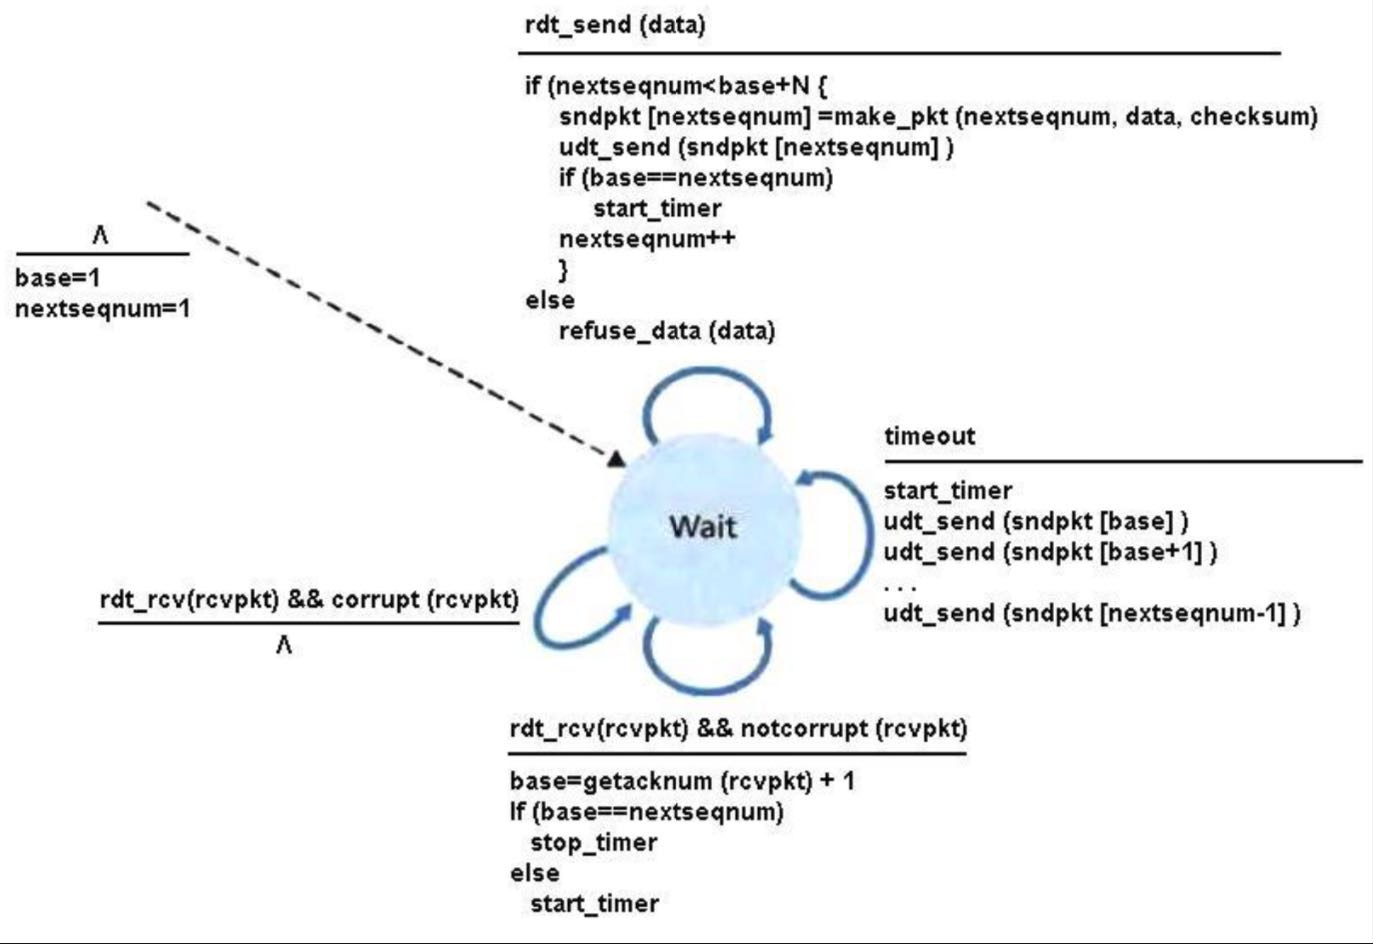 rdt_send (data)
if (nextseqnum<base+N {
sndpkt [nextseqnum] =make_pkt (nextseqnum, data, checksum)
udt_send (sndpkt [nextseqnum] )
if (base==nextseqnum)
start_timer
nextseqnum++
}
else
refuse_data (data)
Λ
base=1
nextseqnum=1
timeout
start_timer
udt_send (sndpkt [base] )
udt_send (sndpkt [base+1] )
. . .
udt_send (sndpkt [nextseqnum-1] )
Wait
rdt_rcv(rcvpkt) && corrupt (rcvpkt)
Λ
rdt_rcv(rcvpkt) && notcorrupt (rcvpkt)
base=getacknum (rcvpkt) + 1
If (base==nextseqnum)
stop_timer
else
start_timer